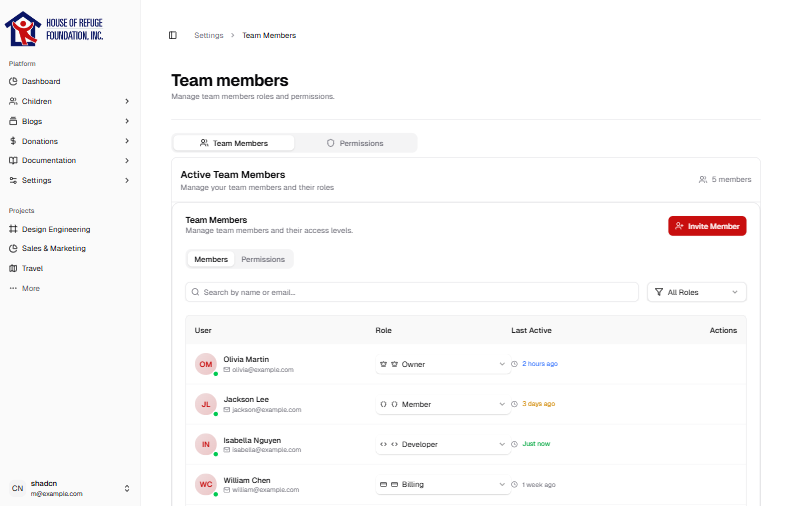 HOUSE OF REFUGE
FOUNDATION, INC.
Platform
Dashboard
Children
Blogs
Donations
Documentation
Settings
Projects
Design Engineering
Sales & Marketing
Travel
More
CN
shadcn
m@example.com
Settings > Team Members
Team members
Manage team members roles and permissions.
Team Members Permissions
Active Team Members
Manage your team members and their roles
5 members
Team Members
Manage team members and their access levels.
Invite Member
Members Permissions
Search by name or email...
All Roles
User Role Last Active Actions
OM Olivia Martin
olivia@example.com
Owner 2 hours ago
JL Jackson Lee
jackson@example.com
Member 3 days ago
IN Isabella Nguyen
isabella@example.com
Developer Just now
WC William Chen
william@example.com
Billing 1 week ago